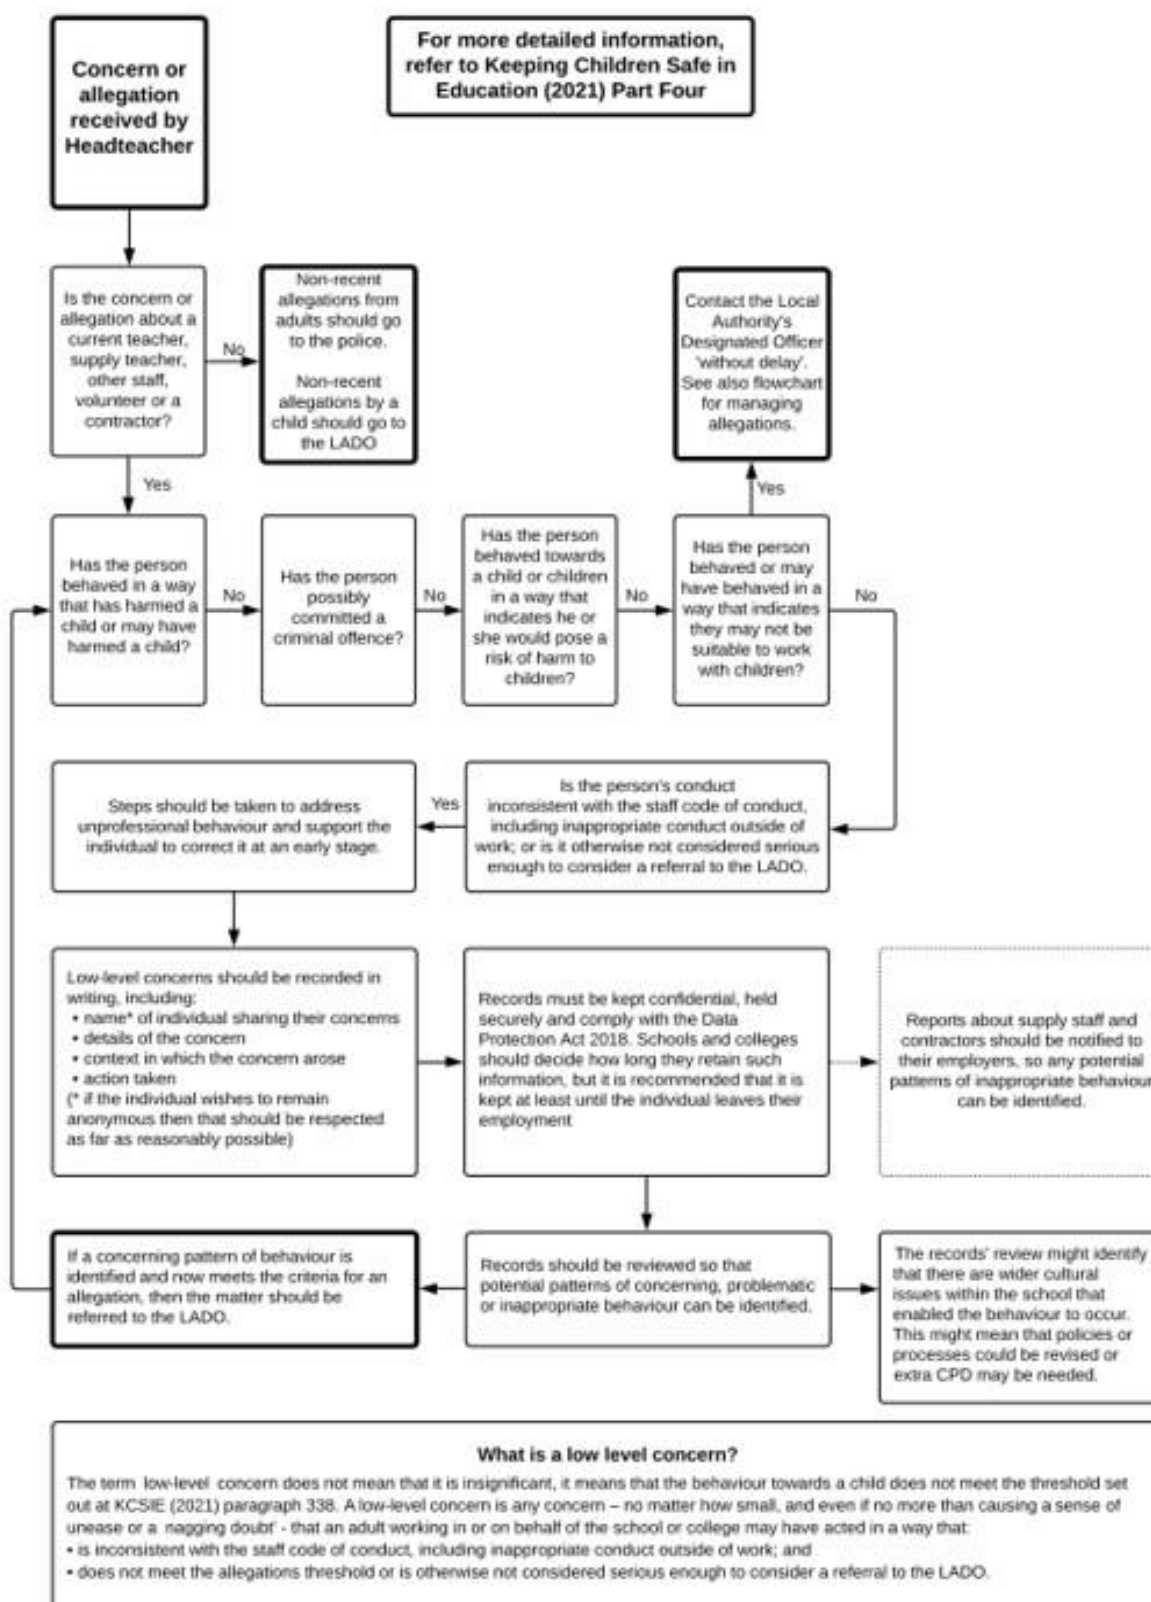 Concern or
allegation
received by
Headteacher
For more detailed information,
refer to Keeping Children Safe in
Education (2021) Part Four
Is the concern or
allegation about a
current teacher,
supply teacher,
other staff,
volunteer or a
contractor?
No
Non-recent
allegations from
adults should go
to the police.
Non-recent
allegations by a
child should go to
the LADO
Contact the Local
Authority's
Designated Officer
'without delay'.
See also flowchart
for managing
allegations.
Yes
Yes
Has the person
behaved in a way
that has harmed a
child or may have
harmed a child?
No
Has the person
possibly
committed a
criminal offence?
No
Has the person
behaved towards
a child or children
in a way that
indicates he or
she would pose a
risk of harm to
children?
No
Has the person
behaved or may
have behaved in a
way that indicates
they may not be
suitable to work
with children?
No
Steps should be taken to address
unprofessional behaviour and support the
individual to correct it at an early stage.
Yes
Is the person's conduct
inconsistent with the staff code of conduct,
including inappropriate conduct outside of
work; or is it otherwise not considered serious
enough to consider a referral to the LADO.
Low-level concerns should be recorded in
writing, including:
• name* of individual sharing their concerns
• details of the concern
• context in which the concern arose
• action taken
(* if the individual wishes to remain
anonymous then that should be respected
as far as reasonably possible)
Records must be kept confidential, held
securely and comply with the Data
Protection Act 2018. Schools and colleges
should decide how long they retain such
information, but it is recommended that it is
kept at least until the individual leaves their
employment
Reports about supply staff and
contractors should be notified to
their employers, so any potential
patterns of inappropriate behaviour
can be identified.
If a concerning pattern of behaviour is
identified and now meets the criteria for an
allegation, then the matter should be
referred to the LADO.
Records should be reviewed so that
potential patterns of concerning, problematic
or inappropriate behaviour can be identified.
The records' review might identify
that there are wider cultural
issues within the school that
enabled the behaviour to occur.
This might mean that policies or
processes could be revised or
extra CPD may be needed.
What is a low level concern?
The term low-level concern does not mean that it is insignificant, it means that the behaviour towards a child does not meet the threshold set
out at KCSIE (2021) paragraph 338. A low-level concern is any concern – no matter how small, and even if no more than causing a sense of
unease or a nagging doubt' - that an adult working in or on behalf of the school or college may have acted in a way that:
• is inconsistent with the staff code of conduct, including inappropriate conduct outside of work; and
• does not meet the allegations threshold or is otherwise not considered serious enough to consider a referral to the LADO.